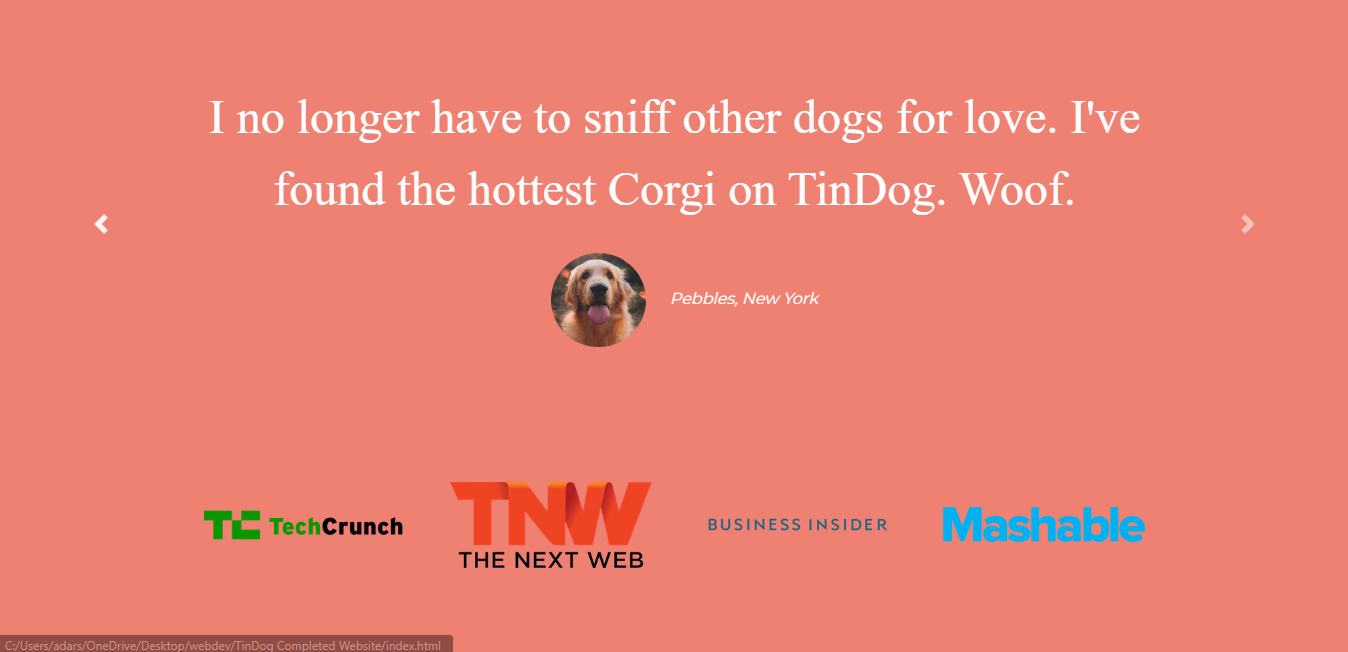 I no longer have to sniff other dogs for love. I've
found the hottest Corgi on TinDog. Woof.
Pebbles, New York
TC TechCrunch
TNW
THE NEXT WEB
BUSINESS INSIDER
Mashable
C:/Users/adars/OneDrive/Desktop/webdev/TinDog Completed Website/index.html